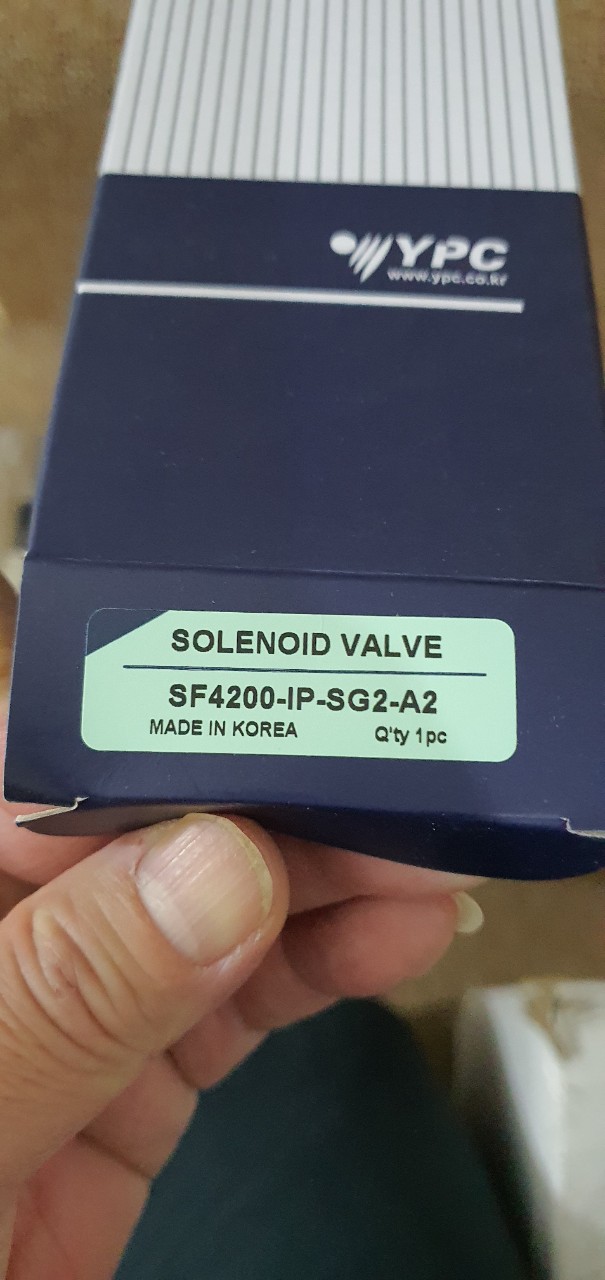 YPC
www.ypc.co.kr
SOLENOID VALVE
SF4200-IP-SG2-A2
MADE IN KOREA Q'ty 1pc